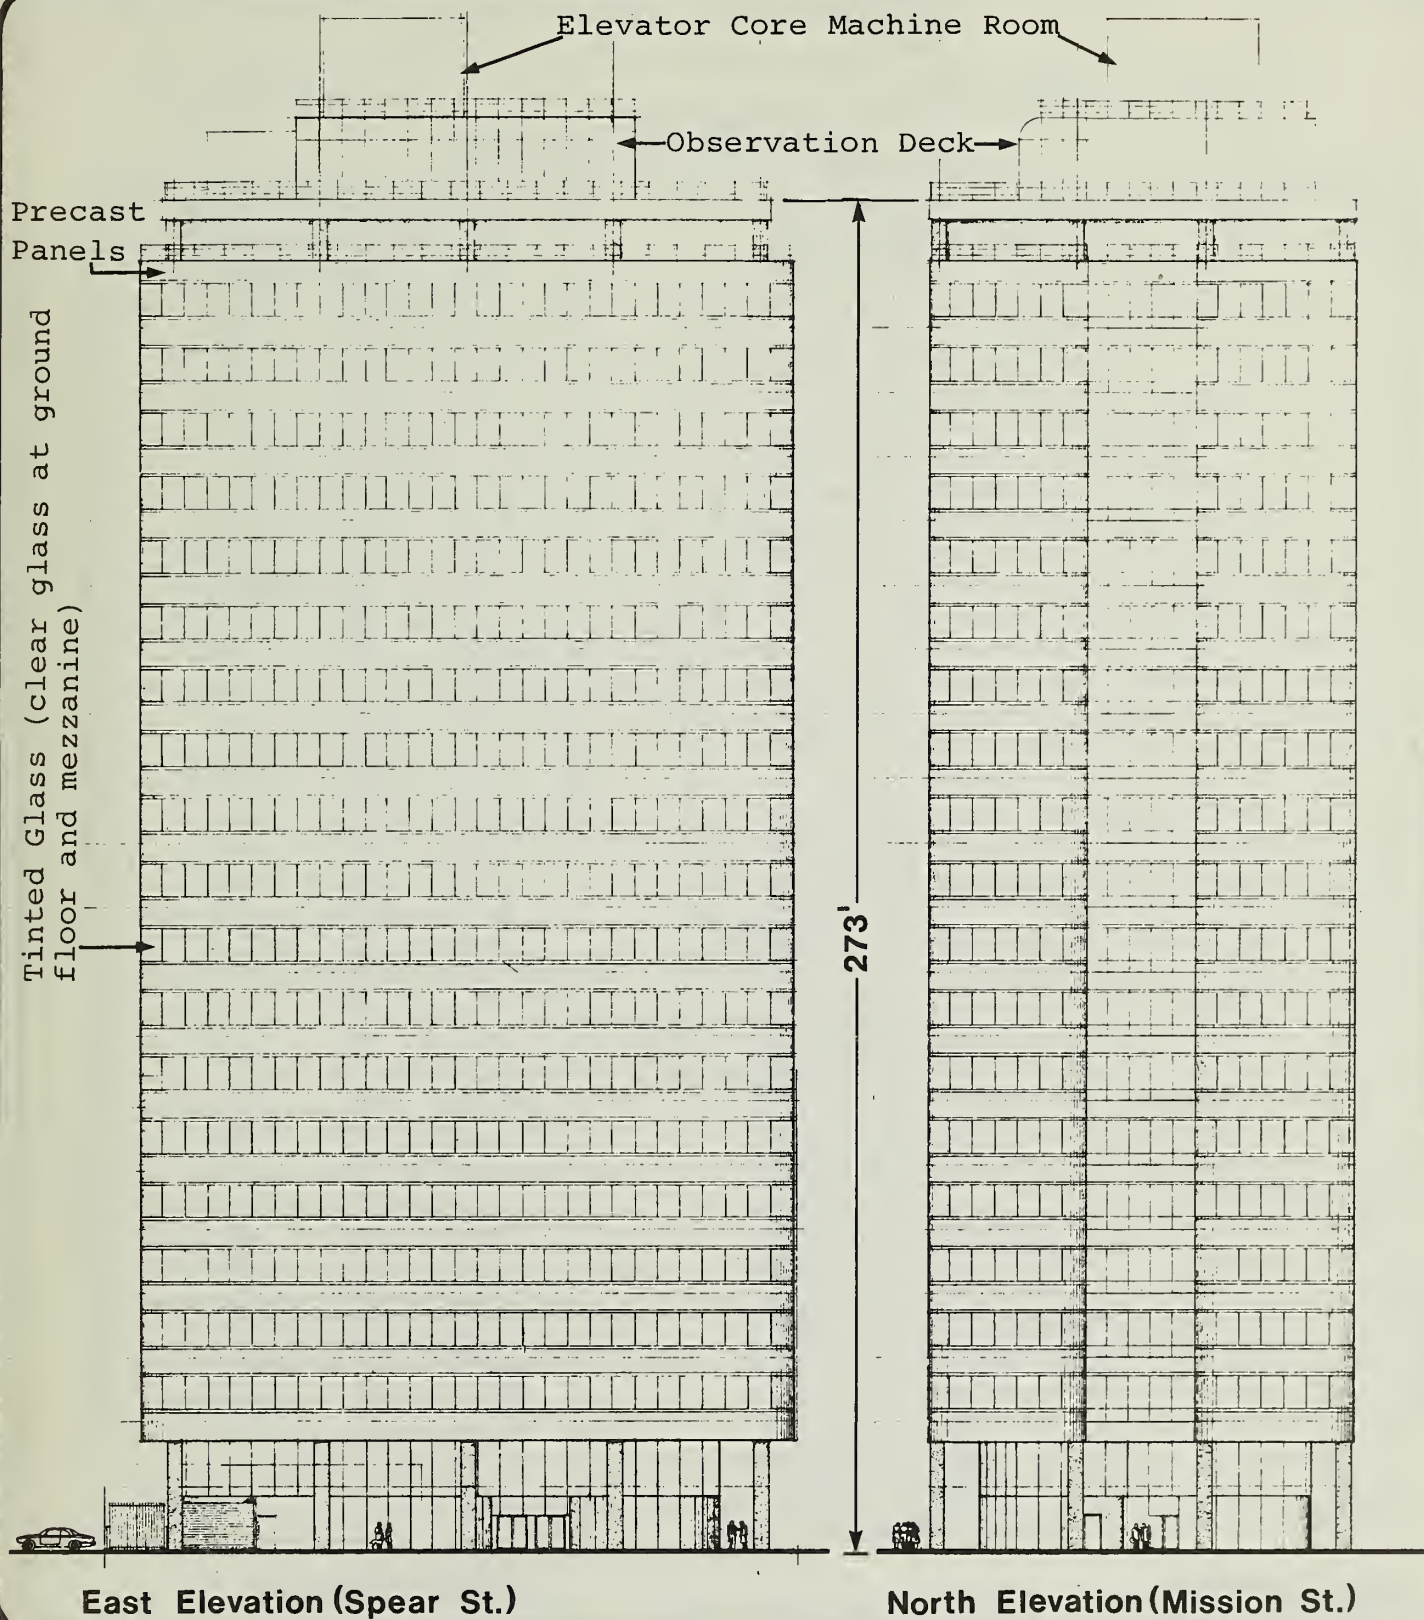 Elevator Core Machine Room
Observation Deck
Precast
Panels
Tinted Glass (clear glass at ground
floor and mezzanine)
273'
East Elevation (Spear St.)
North Elevation (Mission St.)